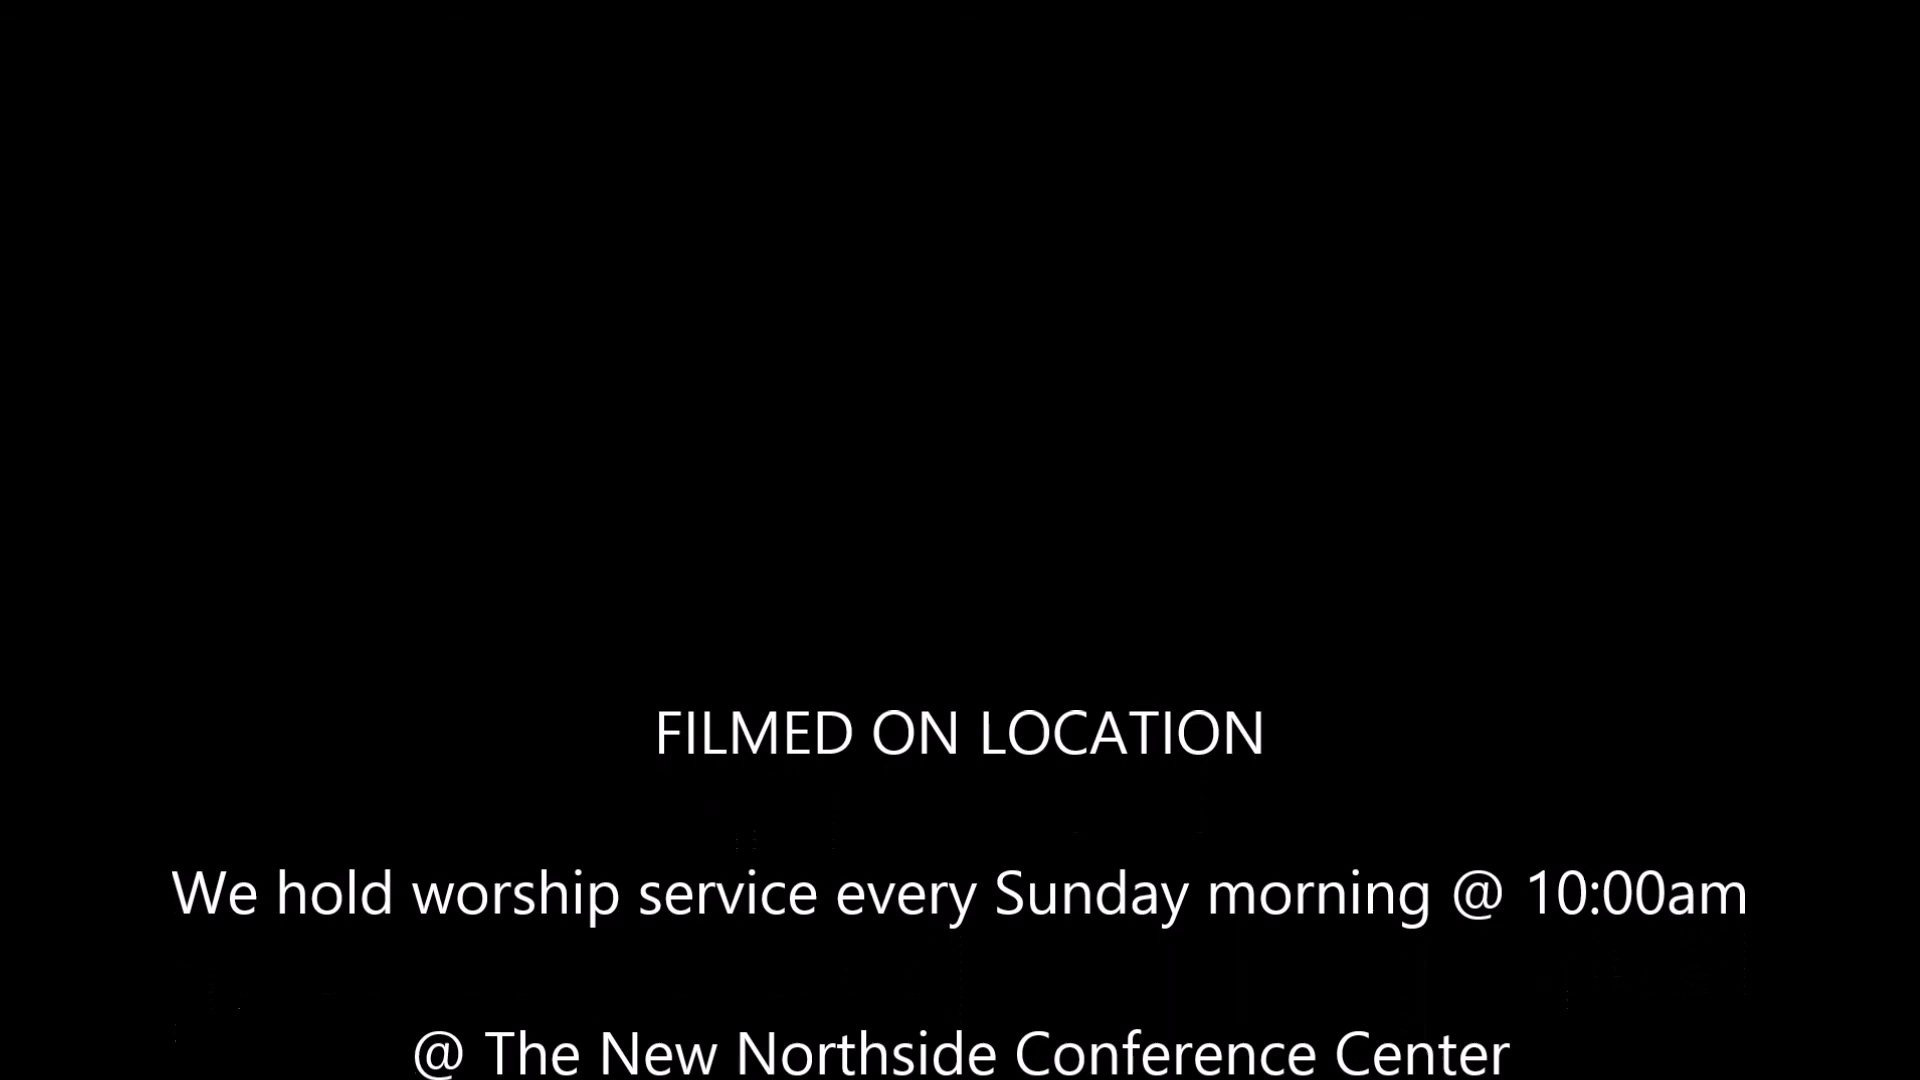 FILMED ON LOCATION
We hold worship service every Sunday morning @ 10:00am
@ The New Northside Conference Center